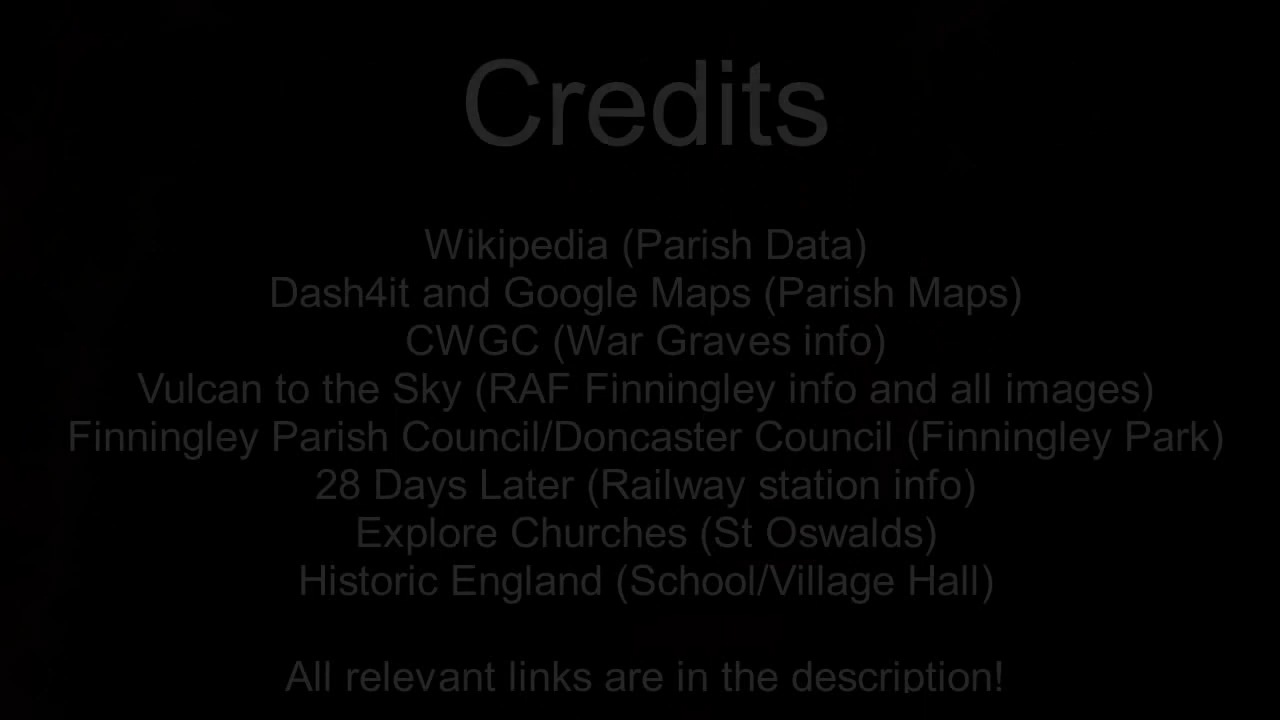 Credits
Wikipedia (Parish Data)
Dash4it and Google Maps (Parish Maps)
CWGC (War Graves info)
Vulcan to the Sky (RAF Finningley info and all images)
Finningley Parish Council/Doncaster Council (Finningley Park)
28 Days Later (Railway station info)
Explore Churches (St Oswalds)
Historic England (School/Village Hall)
All relevant links are in the description!